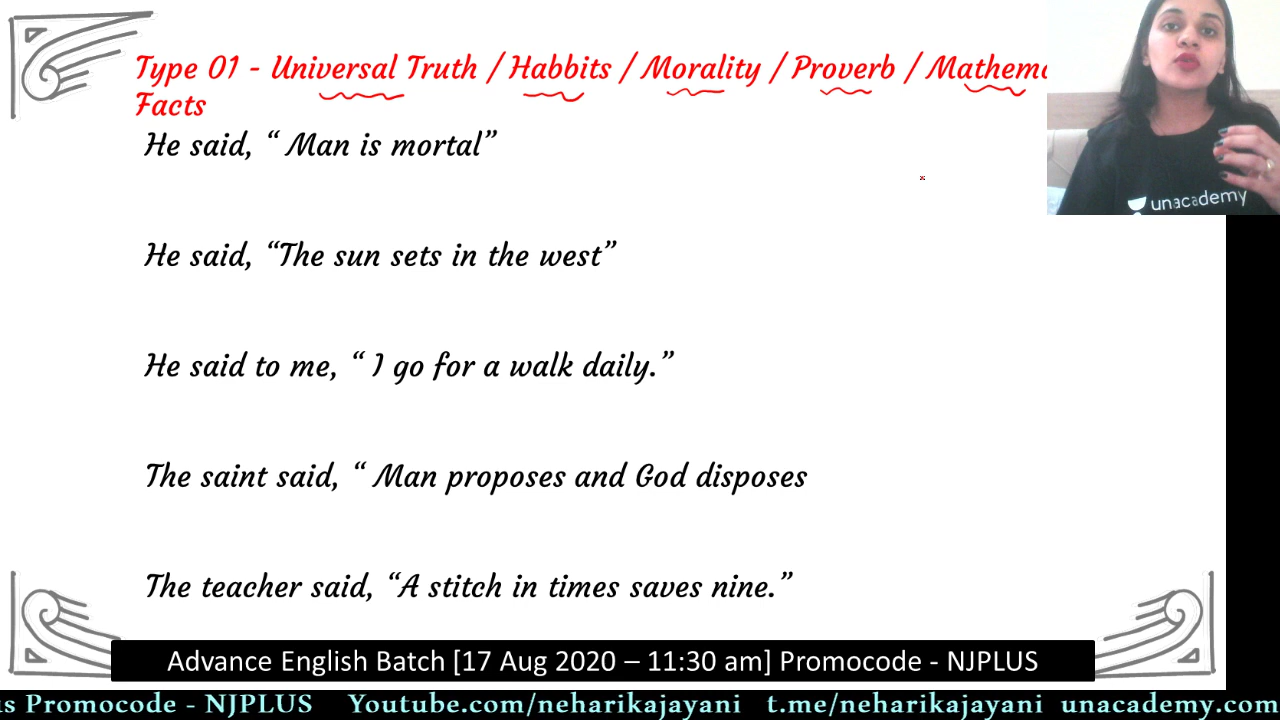 Type 01 - Universal Truth / Habbits / Morality / Proverb /
Facts
He said, “ Man is mortal”
unacademy
He said, “The sun sets in the west”
He said to me, “ I go for a walk daily.”
The saint said, “ Man proposes and God disposes
The teacher said, “A stitch in times saves nine.”
Advance English Batch [17 Aug 2020 – 11:30 am] Promocode - NJPLUS
Promocode - NJPLUS Youtube.com/neharikajayani t.me/neharikajayani unacademy.com